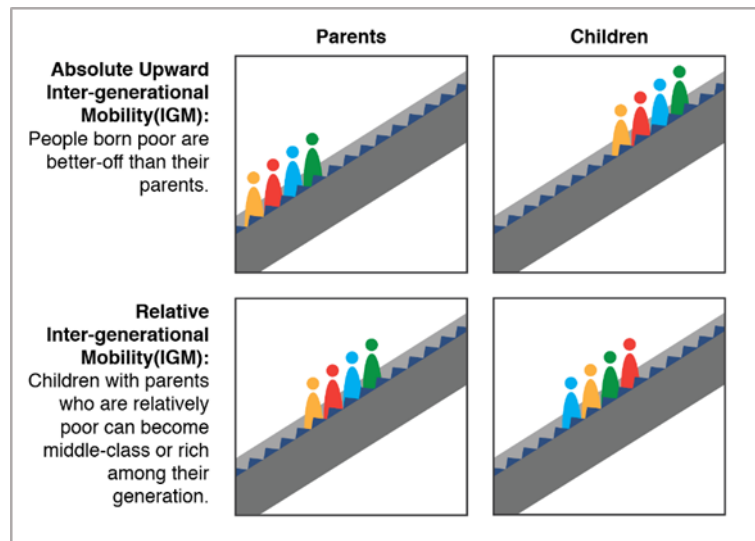 Parents
Children
Absolute Upward
Inter-generational
Mobility(IGM):
People born poor are
better-off than their
parents.
Relative
Inter-generational
Mobility(IGM):
Children with parents
who are relatively
poor can become
middle-class or rich
among their
generation.